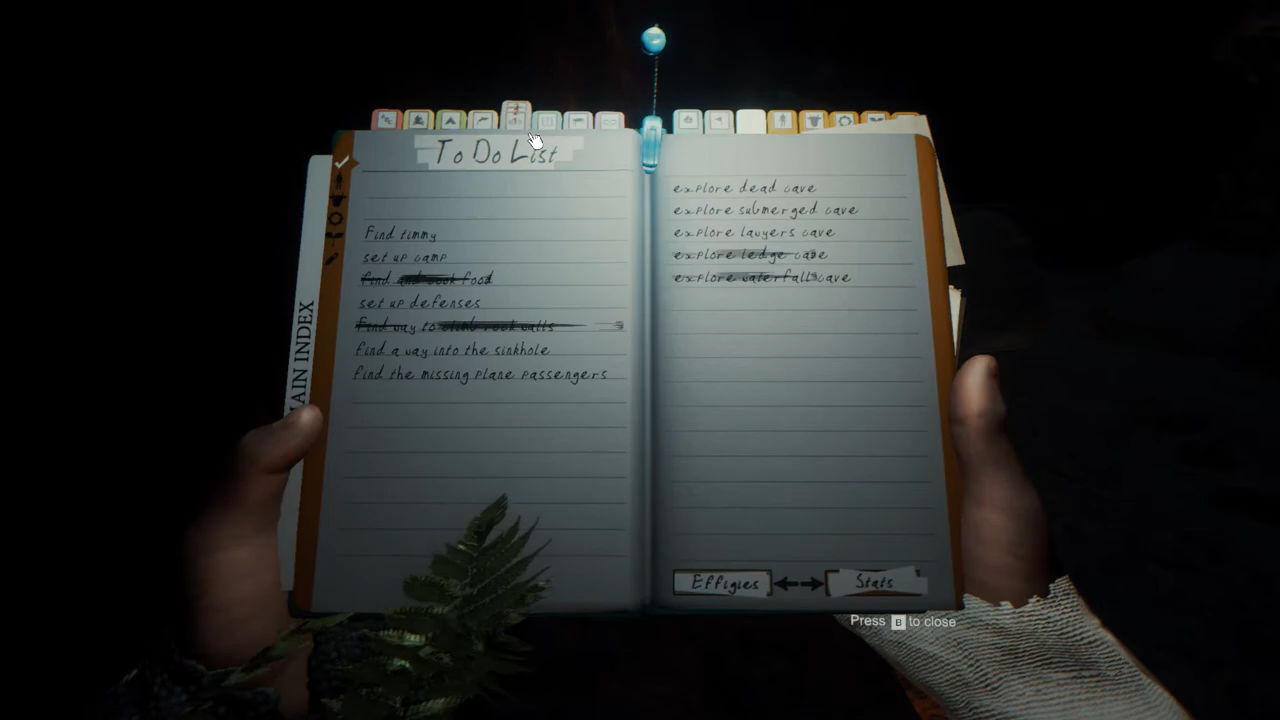 To Do List
Find timmy
set up camp
find and cook food
set up defenses
Find way to climb rock walls
find a way into the sinkhole
find the missing plane passengers
MAIN INDEX
explore dead cave
explore submerged cave
explore lawyers cave
explore ledge cave
explore waterfall cave
Effigies
Stats
Press B to close